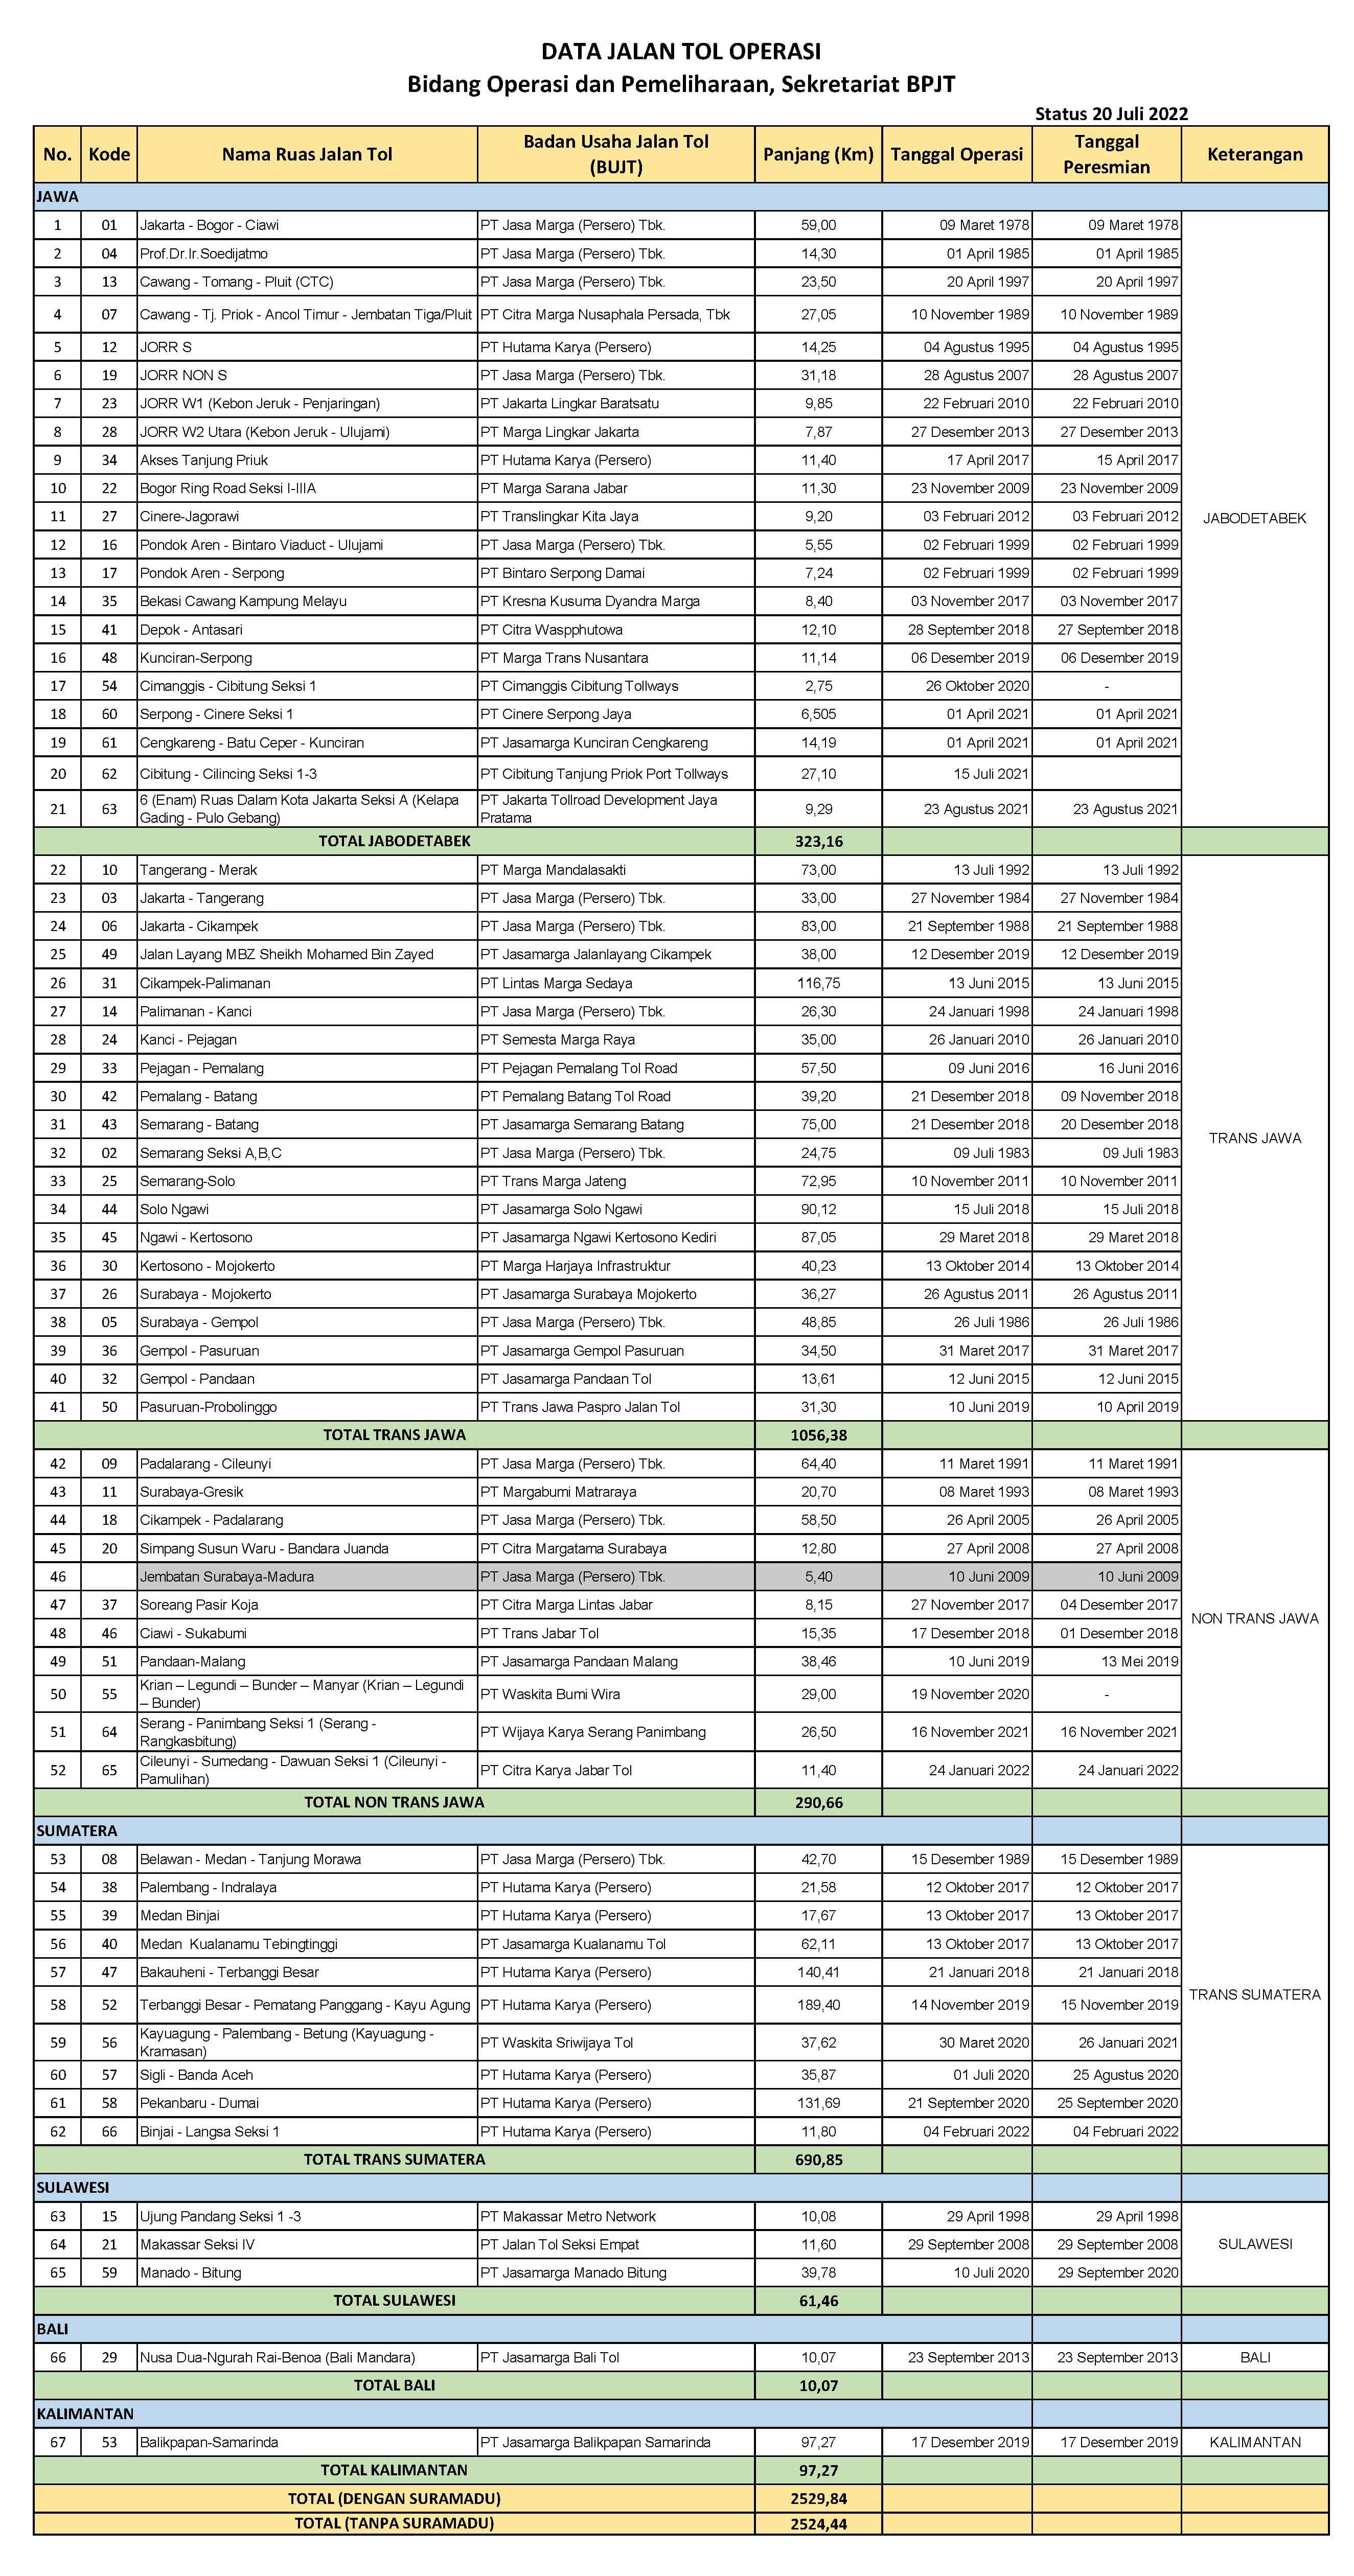 DATA JALAN TOL OPERASI
Bidang Operasi dan Pemeliharaan, Sekretariat BPJT
Status 20 Juli 2022
No. Kode Nama Ruas Jalan Tol Badan Usaha Jalan Tol (BUJT) Panjang (Km) Tanggal Operasi Tanggal Peresmian Keterangan
JAWA
1 01 Jakarta - Bogor - Ciawi PT Jasa Marga (Persero) Tbk. 59,00 09 Maret 1978 09 Maret 1978
2 04 Prof.Dr.Ir.Soedijatmo PT Jasa Marga (Persero) Tbk. 14,30 01 April 1985 01 April 1985
3 13 Cawang - Tomang - Pluit (CTC) PT Jasa Marga (Persero) Tbk. 23,50 20 April 1997 20 April 1997
4 07 Cawang - Tj. Priok - Ancol Timur - Jembatan Tiga/Pluit PT Citra Marga Nusaphala Persada, Tbk 27,05 10 November 1989 10 November 1989
5 12 JORR S PT Hutama Karya (Persero) 14,25 04 Agustus 1995 04 Agustus 1995
6 19 JORR NON S PT Jasa Marga (Persero) Tbk. 31,18 28 Agustus 2007 28 Agustus 2007
7 23 JORR W1 (Kebon Jeruk - Penjaringan) PT Jakarta Lingkar Baratsatu 9,85 22 Februari 2010 22 Februari 2010
8 28 JORR W2 Utara (Kebon Jeruk - Ulujami) PT Marga Lingkar Jakarta 7,87 27 Desember 2013 27 Desember 2013
9 34 Akses Tanjung Priuk PT Hutama Karya (Persero) 11,40 17 April 2017 15 April 2017
10 22 Bogor Ring Road Seksi I-IIIA PT Marga Sarana Jabar 11,30 23 November 2009 23 November 2009
11 27 Cinere-Jagorawi PT Translingkar Kita Jaya 9,20 03 Februari 2012 03 Februari 2012
JABODETABEK
12 16 Pondok Aren - Bintaro Viaduct - Ulujami PT Jasa Marga (Persero) Tbk. 5,55 02 Februari 1999 02 Februari 1999
13 17 Pondok Aren - Serpong PT Bintaro Serpong Damai 7,24 02 Februari 1999 02 Februari 1999
14 35 Bekasi Cawang Kampung Melayu PT Kresna Kusuma Dyandra Marga 8,40 03 November 2017 03 November 2017
15 41 Depok - Antasari PT Citra Waspphutowa 12,10 28 September 2018 27 September 2018
16 48 Kunciran-Serpong PT Marga Trans Nusantara 11,14 06 Desember 2019 06 Desember 2019
17 54 Cimanggis - Cibitung Seksi 1 PT Cimanggis Cibitung Tollways 2,75 26 Oktober 2020 -
18 60 Serpong - Cinere Seksi 1 PT Cinere Serpong Jaya 6,505 01 April 2021 01 April 2021
19 61 Cengkareng - Batu Ceper - Kunciran PT Jasamarga Kunciran Cengkareng 14,19 01 April 2021 01 April 2021
20 62 Cibitung - Cilincing Seksi 1-3 PT Cibitung Tanjung Priok Port Tollways 27,10 15 Juli 2021
21 63 6 (Enam) Ruas Dalam Kota Jakarta Seksi A (Kelapa Gading - Pulo Gebang) PT Jakarta Tollroad Development Jaya Pratama 9,29 23 Agustus 2021 23 Agustus 2021
TOTAL JABODETABEK 323,16
22 10 Tangerang - Merak PT Marga Mandalasakti 73,00 13 Juli 1992 13 Juli 1992
23 03 Jakarta - Tangerang PT Jasa Marga (Persero) Tbk. 33,00 27 November 1984 27 November 1984
24 06 Jakarta - Cikampek PT Jasa Marga (Persero) Tbk. 83,00 21 September 1988 21 September 1988
25 49 Jalan Layang MBZ Sheikh Mohamed Bin Zayed PT Jasamarga Jalanlayang Cikampek 38,00 12 Desember 2019 12 Desember 2019
26 31 Cikampek-Palimanan PT Lintas Marga Sedaya 116,75 13 Juni 2015 13 Juni 2015
27 14 Palimanan - Kanci PT Jasa Marga (Persero) Tbk. 26,30 24 Januari 1998 24 Januari 1998
28 24 Kanci - Pejagan PT Semesta Marga Raya 35,00 26 Januari 2010 26 Januari 2010
29 33 Pejagan - Pemalang PT Pejagan Pemalang Tol Road 57,50 09 Juni 2016 16 Juni 2016
30 42 Pemalang - Batang PT Pemalang Batang Tol Road 39,20 21 Desember 2018 09 November 2018
31 43 Semarang - Batang PT Jasamarga Semarang Batang 75,00 21 Desember 2018 20 Desember 2018
TRANS JAWA
32 02 Semarang Seksi A,B,C PT Jasa Marga (Persero) Tbk. 24,75 09 Juli 1983 09 Juli 1983
33 25 Semarang-Solo PT Trans Marga Jateng 72,95 10 November 2011 10 November 2011
34 44 Solo Ngawi PT Jasamarga Solo Ngawi 90,12 15 Juli 2018 15 Juli 2018
35 45 Ngawi - Kertosono PT Jasamarga Ngawi Kertosono Kediri 87,05 29 Maret 2018 29 Maret 2018
36 30 Kertosono - Mojokerto PT Marga Harjaya Infrastruktur 40,23 13 Oktober 2014 13 Oktober 2014
37 26 Surabaya - Mojokerto PT Jasamarga Surabaya Mojokerto 36,27 26 Agustus 2011 26 Agustus 2011
38 05 Surabaya - Gempol PT Jasa Marga (Persero) Tbk. 48,85 26 Juli 1986 26 Juli 1986
39 36 Gempol - Pasuruan PT Jasamarga Gempol Pasuruan 34,50 31 Maret 2017 31 Maret 2017
40 32 Gempol - Pandaan PT Jasamarga Pandaan Tol 13,61 12 Juni 2015 12 Juni 2015
41 50 Pasuruan-Probolinggo PT Trans Jawa Paspro Jalan Tol 31,30 10 Juni 2019 10 April 2019
TOTAL TRANS JAWA 1056,38
42 09 Padalarang - Cileunyi PT Jasa Marga (Persero) Tbk. 64,40 11 Maret 1991 11 Maret 1991
43 11 Surabaya-Gresik PT Margabumi Matraraya 20,70 08 Maret 1993 08 Maret 1993
44 18 Cikampek - Padalarang PT Jasa Marga (Persero) Tbk. 58,50 26 April 2005 26 April 2005
45 20 Simpang Susun Waru - Bandara Juanda PT Citra Margatama Surabaya 12,80 27 April 2008 27 April 2008
46 Jembatan Surabaya-Madura PT Jasa Marga (Persero) Tbk. 5,40 10 Juni 2009 10 Juni 2009
47 37 Soreang Pasir Koja PT Citra Marga Lintas Jabar 8,15 27 November 2017 04 Desember 2017
NON TRANS JAWA
48 46 Ciawi - Sukabumi PT Trans Jabar Tol 15,35 17 Desember 2018 01 Desember 2018
49 51 Pandaan-Malang PT Jasamarga Pandaan Malang 38,46 10 Juni 2019 13 Mei 2019
50 55 Krian – Legundi – Bunder – Manyar (Krian – Legundi – Bunder) PT Waskita Bumi Wira 29,00 19 November 2020 -
51 64 Serang - Panimbang Seksi 1 (Serang - Rangkasbitung) PT Wijaya Karya Serang Panimbang 26,50 16 November 2021 16 November 2021
52 65 Cileunyi - Sumedang - Dawuan Seksi 1 (Cileunyi - Pamulihan) PT Citra Karya Jabar Tol 11,40 24 Januari 2022 24 Januari 2022
TOTAL NON TRANS JAWA 290,66
SUMATERA
53 08 Belawan - Medan - Tanjung Morawa PT Jasa Marga (Persero) Tbk. 42,70 15 Desember 1989 15 Desember 1989
54 38 Palembang - Indralaya PT Hutama Karya (Persero) 21,58 12 Oktober 2017 12 Oktober 2017
55 39 Medan Binjai PT Hutama Karya (Persero) 17,67 13 Oktober 2017 13 Oktober 2017
56 40 Medan Kualanamu Tebingtinggi PT Jasamarga Kualanamu Tol 62,11 13 Oktober 2017 13 Oktober 2017
57 47 Bakauheni - Terbanggi Besar PT Hutama Karya (Persero) 140,41 21 Januari 2018 21 Januari 2018
TRANS SUMATERA
58 52 Terbanggi Besar - Pematang Panggang - Kayu Agung PT Hutama Karya (Persero) 189,40 14 November 2019 15 November 2019
59 56 Kayuagung - Palembang - Betung (Kayuagung - Kramasan) PT Waskita Sriwijaya Tol 37,62 30 Maret 2020 26 Januari 2021
60 57 Sigli - Banda Aceh PT Hutama Karya (Persero) 35,87 01 Juli 2020 25 Agustus 2020
61 58 Pekanbaru - Dumai PT Hutama Karya (Persero) 131,69 21 September 2020 25 September 2020
62 66 Binjai - Langsa Seksi 1 PT Hutama Karya (Persero) 11,80 04 Februari 2022 04 Februari 2022
TOTAL TRANS SUMATERA 690,85
SULAWESI
63 15 Ujung Pandang Seksi 1 -3 PT Makassar Metro Network 10,08 29 April 1998 29 April 1998
64 21 Makassar Seksi IV PT Jalan Tol Seksi Empat 11,60 29 September 2008 29 September 2008 SULAWESI
65 59 Manado - Bitung PT Jasamarga Manado Bitung 39,78 10 Juli 2020 29 September 2020
TOTAL SULAWESI 61,46
BALI
66 29 Nusa Dua-Ngurah Rai-Benoa (Bali Mandara) PT Jasamarga Bali Tol 10,07 23 September 2013 23 September 2013 BALI
TOTAL BALI 10,07
KALIMANTAN
67 53 Balikpapan-Samarinda PT Jasamarga Balikpapan Samarinda 97,27 17 Desember 2019 17 Desember 2019 KALIMANTAN
TOTAL KALIMANTAN 97,27
TOTAL (DENGAN SURAMADU) 2529,84
TOTAL (TANPA SURAMADU) 2524,44